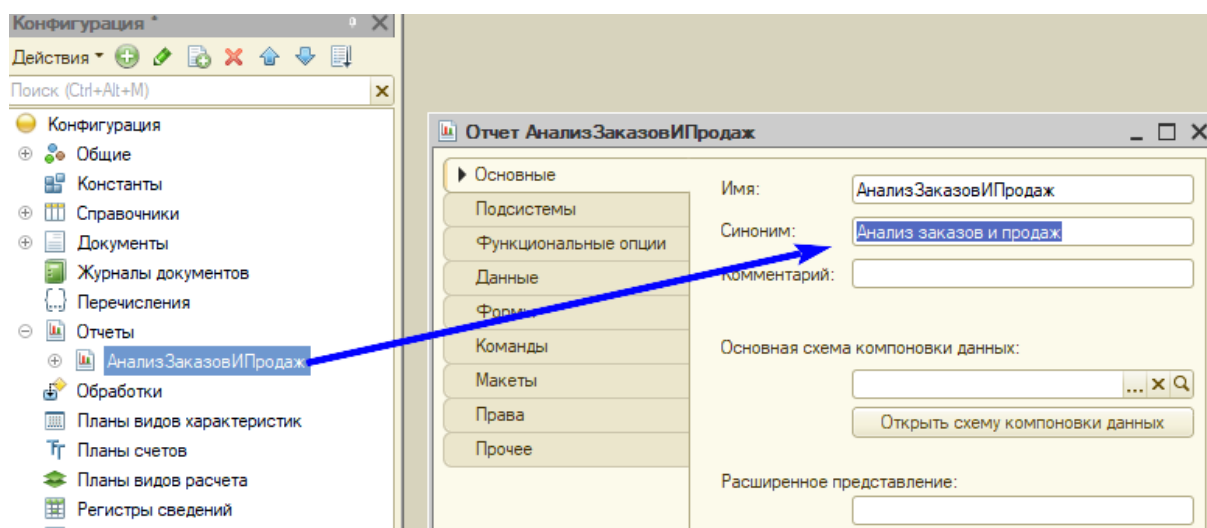 Конфигурация *
Действия
Поиск (Ctrl+Alt+M)
Конфигурация
Общие
Константы
Справочники
Документы
Журналы документов
Перечисления
Отчеты
АнализЗаказовИПродаж
Обработки
Планы видов характеристик
Планы счетов
Планы видов расчета
Регистры сведений
Отчет АнализЗаказовИПродаж
Основные
Подсистемы
Функциональные опции
Данные
Формы
Команды
Макеты
Права
Прочее
Имя: АнализЗаказовИПродаж
Синоним: Анализ заказов и продаж
Комментарий:
Основная схема компоновки данных:
...
Открыть схему компоновки данных
Расширенное представление: